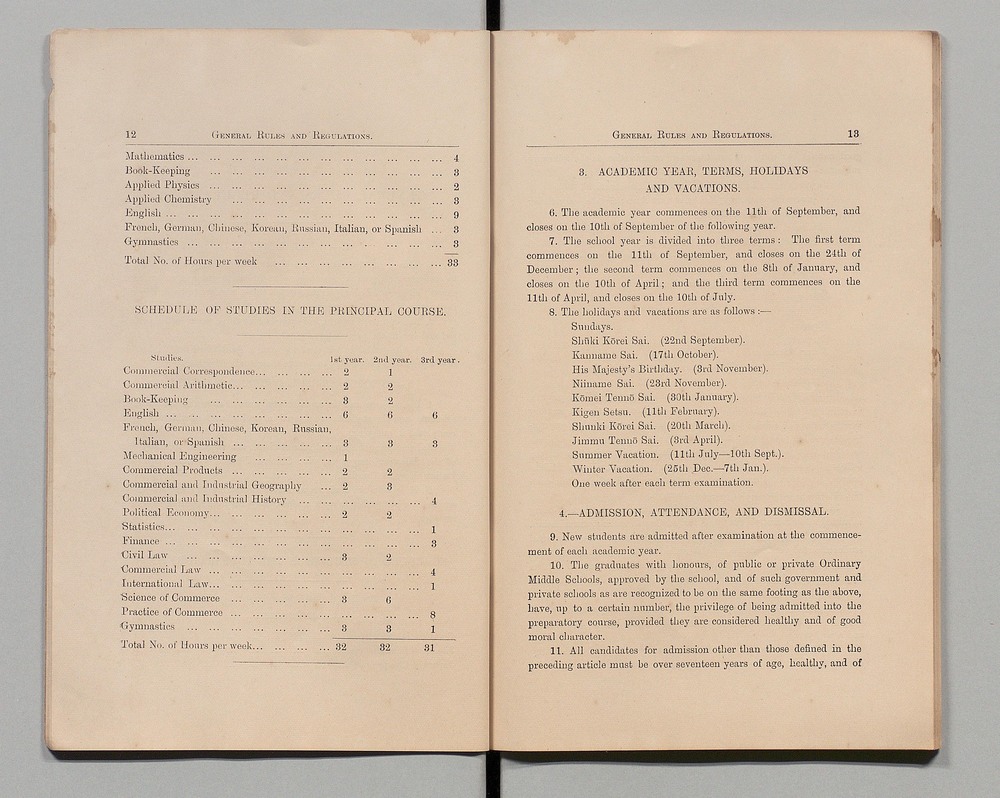 12 General Rules and Regulations.
Mathematics ... ... ... ... ... ... ... ... ... ... ... ... 4
Book-Keeping ... ... ... ... ... ... ... ... ... ... ... 3
Applied Physics ... ... ... ... ... ... ... ... ... ... ... 2
Applied Chemistry ... ... ... ... ... ... ... ... ... ... 3
English ... ... ... ... ... ... ... ... ... ... ... ... ... 9
French, German, Chinese, Korean, Russian, Italian, or Spanish ... 3
Gymnastics ... ... ... ... ... ... ... ... ... ... ... ... 3
Total No. of Hours per week ... ... ... ... ... ... ... ... 33
SCHEDULE OF STUDIES IN THE PRINCIPAL COURSE.
Studies. 1st year. 2nd year. 3rd year.
Commercial Correspondence... ... ... ... 2 1
Commercial Arithmetic... ... ... ... ... 2 2
Book-Keeping ... ... ... ... ... ... 3 2
English ... ... ... ... ... ... ... ... 6 6 6
French, German, Chinese, Korean, Russian,
Italian, or Spanish ... ... ... ... ... 3 3 3
Mechanical Engineering ... ... ... ... 1
Commercial Products ... ... ... ... ... 2 2
Commercial and Industrial Geography ... 2 3
Commercial and Industrial History ... ... ... ... ... ... 4
Political Economy... ... ... ... ... ... 2 2
Statistics... ... ... ... ... ... ... ... ... ... ... ... 1
Finance ... ... ... ... ... ... ... ... ... ... ... ... 3
Civil Law ... ... ... ... ... ... ... 3 2
Commercial Law ... ... ... ... ... ... ... ... ... ... 4
International Law... ... ... ... ... ... ... ... ... ... 1
Science of Commerce ... ... ... ... ... 3 6
Practice of Commerce ... ... ... ... ... ... ... ... ... 8
Gymnastics ... ... ... ... ... ... ... 3 3 1
Total No. of Hours per week... ... ... ... 32 32 31
General Rules and Regulations. 13
3. ACADEMIC YEAR, TERMS, HOLIDAYS
AND VACATIONS.
6. The academic year commences on the 11th of September, and
closes on the 10th of September of the following year.
7. The school year is divided into three terms: The first term
commences on the 11th of September, and closes on the 24th of
December; the second term commences on the 8th of January, and
closes on the 10th of April; and the third term commences on the
11th of April, and closes on the 10th of July.
8. The holidays and vacations are as follows :—
Sundays.
Shūki Kōrei Sai. (22nd September).
Kanname Sai. (17th October).
His Majesty's Birthday. (3rd November).
Niiname Sai. (23rd November).
Kōmei Tennō Sai. (30th January).
Kigen Setsu. (11th February).
Shunki Kōrei Sai. (20th March).
Jimmu Tennō Sai. (3rd April).
Summer Vacation. (11th July—10th Sept.).
Winter Vacation. (25th Dec.—7th Jan.).
One week after each term examination.
4.—ADMISSION, ATTENDANCE, AND DISMISSAL.
9. New students are admitted after examination at the commence-
ment of each academic year.
10. The graduates with honours, of public or private Ordinary
Middle Schools, approved by the school, and of such government and
private schools as are recognized to be on the same footing as the above,
have, up to a certain number, the privilege of being admitted into the
preparatory course, provided they are considered healthy and of good
moral character.
11. All candidates for admission other than those defined in the
preceding article must be over seventeen years of age, healthy, and of